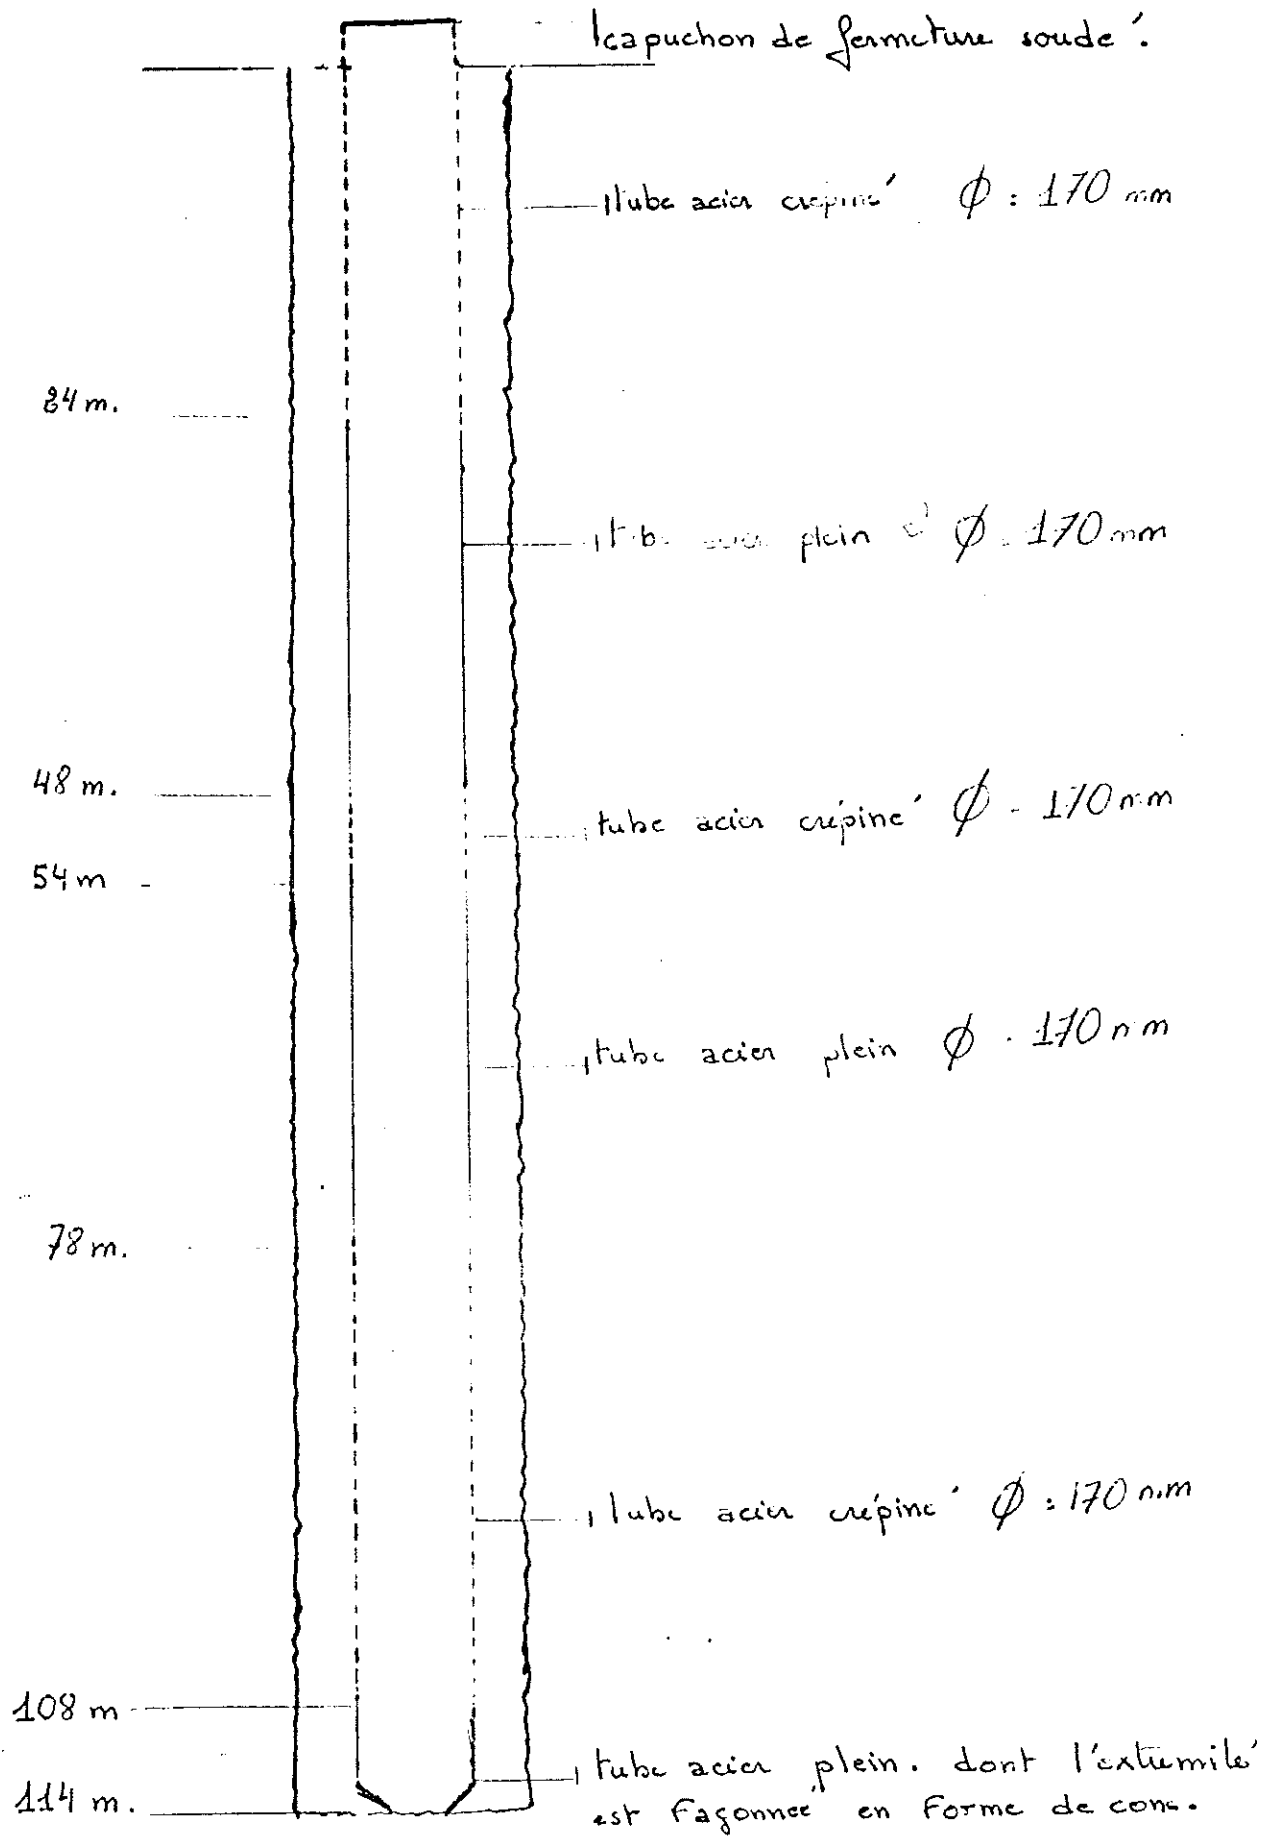 capuchon de fermeture soudé.
tube acier crépiné Ø : 170 mm
24 m.
plein Ø 170 mm
48 m.
tube acier crépiné Ø - 170 mm
54 m
tube acier plein Ø . 170 mm
78 m.
tube acier crépiné Ø : 170 mm
108 m
114 m.
tube acier plein. dont l'extrémité
est façonnée en forme de cone.